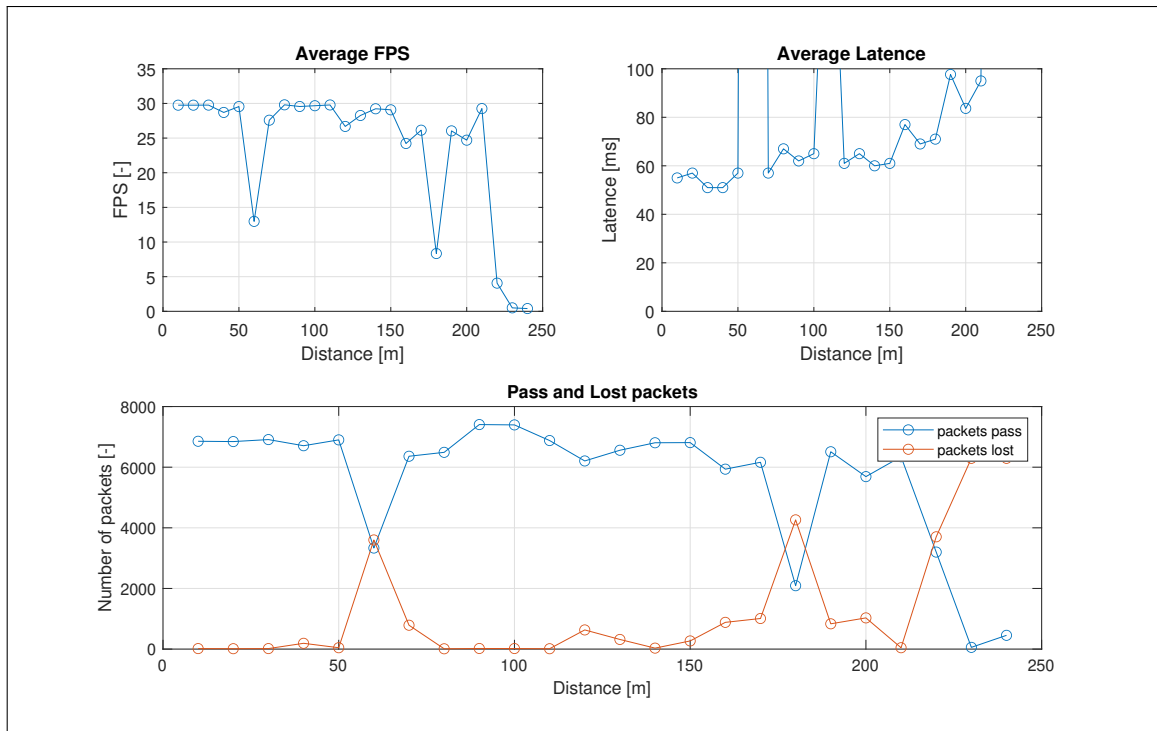 Average FPS
35
30
25
20
15
10
5
0
FPS [-]
0 50 100 150 200 250
Distance [m]
Average Latence
100
80
60
40
20
0
Latence [ms]
0 50 100 150 200 250
Distance [m]
Pass and Lost packets
8000
6000
4000
2000
0
Number of packets [-]
packets pass
packets lost
0 50 100 150 200 250
Distance [m]